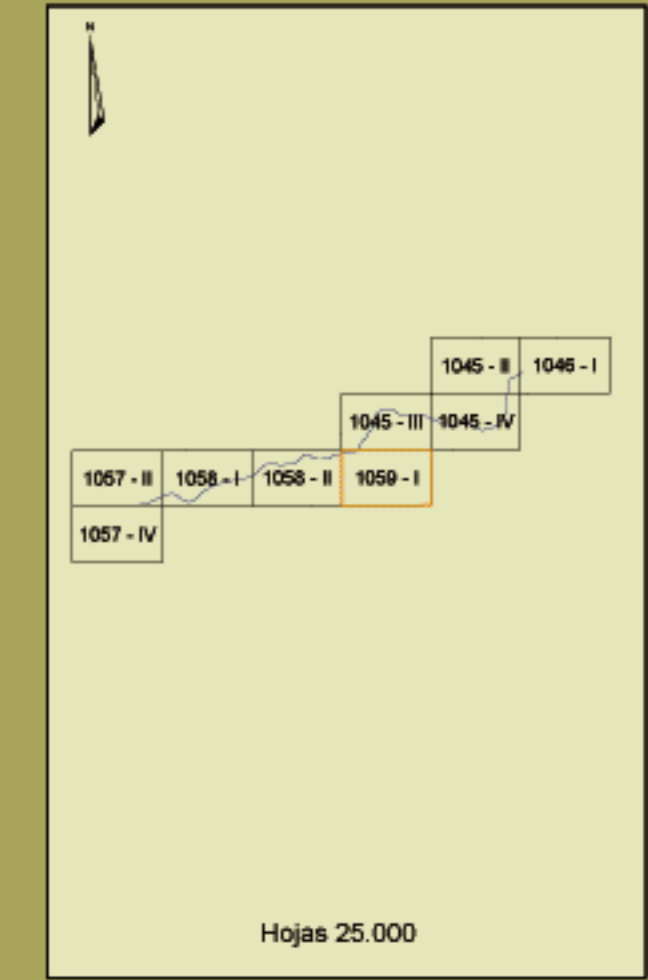 N
1045 - II 1046 - I
1045 - III 1045 - IV
1057 - II 1058 - I 1058 - II 1059 - I
1057 - IV
Hojas 25.000